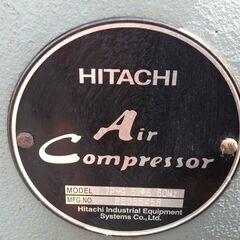 HITACHI
Air
Compressor
MODEL
MFG.NO.
Hitachi Industrial Equipment
Systems Co., Ltd.